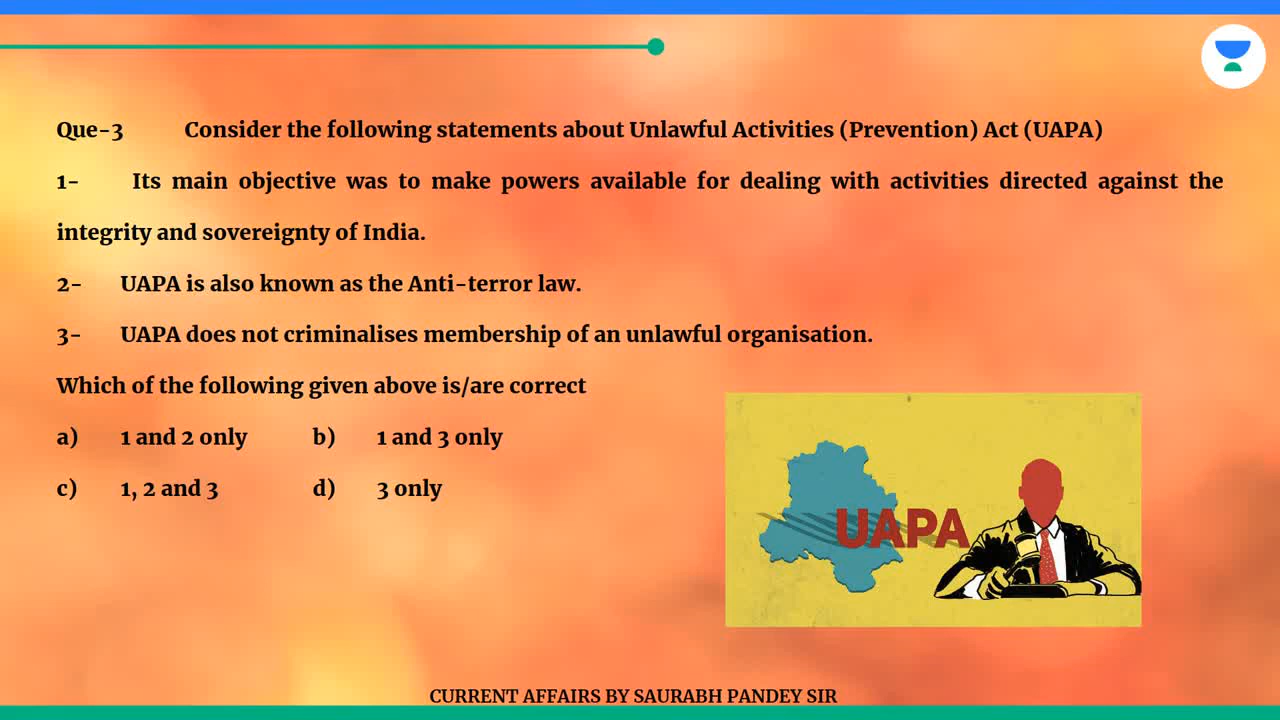 Que-3 Consider the following statements about Unlawful Activities (Prevention) Act (UAPA)
1- Its main objective was to make powers available for dealing with activities directed against the
integrity and sovereignty of India.
2- UAPA is also known as the Anti-terror law.
3- UAPA does not criminalises membership of an unlawful organisation.
Which of the following given above is/are correct
a) 1 and 2 only b) 1 and 3 only
c) 1, 2 and 3 d) 3 only
UAPA
CURRENT AFFAIRS BY SAURABH PANDEY SIR